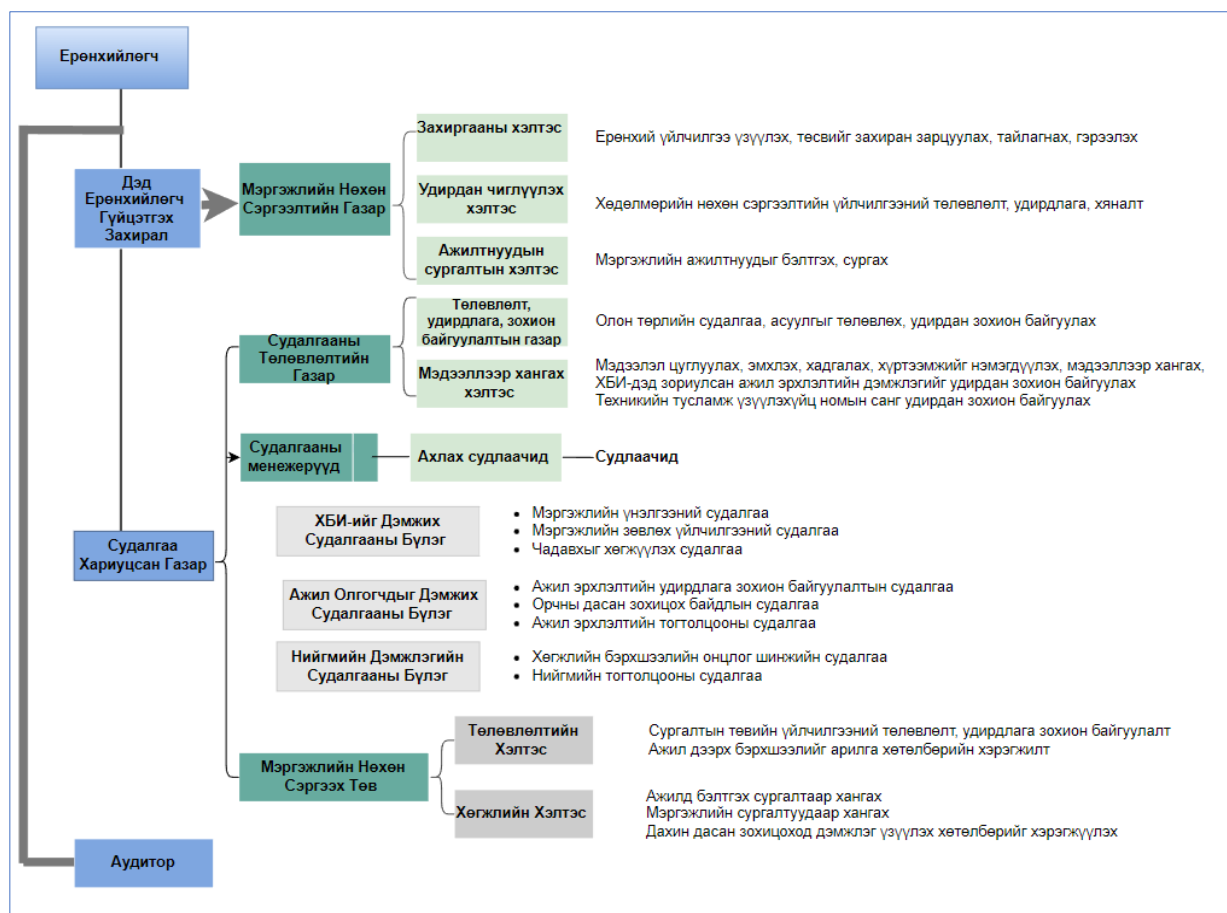 Ерөнхийлөгч
Дэд
Ерөнхийлөгч
Гүйцэтгэх
Захирал
Мэргэжлийн Нөхөн
Сэргээлтийн Газар
Захиргааны хэлтэс
Ерөнхий үйлчилгээ үзүүлэх, төсвийг захиран зарцуулах, тайлагнах, гэрээлэх
Удирдан чиглүүлэх
хэлтэс
Хөдөлмөрийн нөхөн сэргээлтийн үйлчилгээний төлөвлөлт, удирдлага, хяналт
Ажилтнуудын
сургалтын хэлтэс
Мэргэжлийн ажилтнуудыг бэлтгэх, сургах
Судалгааны
Төлөвлөлтийн
Газар
Төлөвлөлт,
удирдлага, зохион
байгуулалтын газар
Олон төрлийн судалгаа, асуулгыг төлөвлөх, удирдан зохион байгуулах
Мэдээллээр хангах
хэлтэс
Мэдээлэл цуглуулах, эмхлэх, хадгалах, хүртээмжийг нэмэгдүүлэх, мэдээллээр хангах,
ХБИ-дэд зориулсан ажил эрхлэлтийн дэмжлэгийг удирдан зохион байгуулах
Техникийн тусламж үзүүлэхүйц номын санг удирдан зохион байгуулах
Судалгааны
менежерүүд
Ахлах судлаачид
Судлаачид
Судалгаа
Хариуцсан Газар
ХБИ-ийг Дэмжих
Судалгааны Бүлэг
• Мэргэжлийн үнэлгээний судалгаа
• Мэргэжлийн зөвлөх үйлчилгээний судалгаа
• Чадавхыг хөгжүүлэх судалгаа
Ажил Олгогчдыг Дэмжих
Судалгааны Бүлэг
• Ажил эрхлэлтийн удирдлага зохион байгуулалтын судалгаа
• Орчны дасан зохицох байдлын судалгаа
• Ажил эрхлэлтийн тогтолцооны судалгаа
Нийгмийн Дэмжлэгийн
Судалгааны Бүлэг
• Хөгжлийн бэрхшээлийн онцлог шинжийн судалгаа
• Нийгмийн тогтолцооны судалгаа
Мэргэжлийн Нөхөн
Сэргээх Төв
Төлөвлөлтийн
Хэлтэс
Сургалтын төвийн үйлчилгээний төлөвлөлт, удирдлага зохион байгуулалт
Ажил дээрх бэрхшээлийг арилга хөтөлбөрийн хэрэгжилт
Хөгжлийн Хэлтэс
Ажилд бэлтгэх сургалтаар хангах
Мэргэжлийн сургалтуудаар хангах
Дахин дасан зохицоход дэмжлэг үзүүлэх хөтөлбөрийг хэрэгжүүлэх
Аудитор